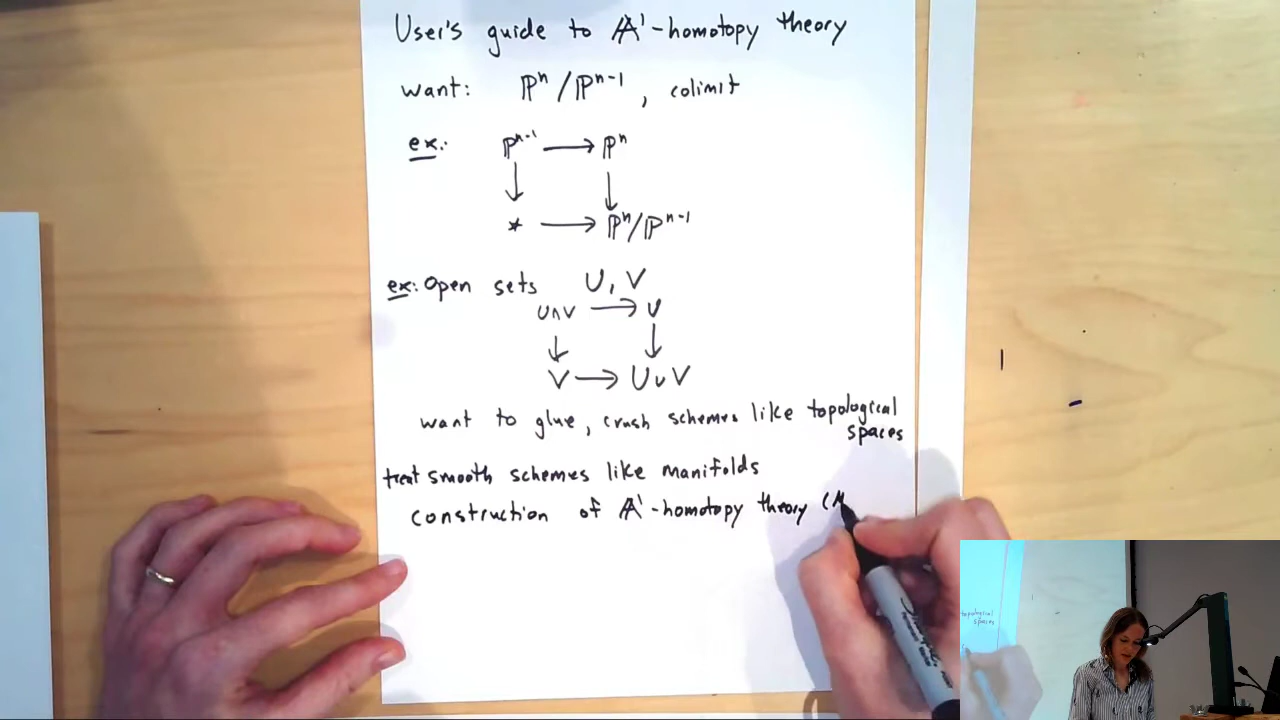 User's guide to 𝔸¹-homotopy theory
want: ℙⁿ/ℙⁿ⁻¹, colimit
ex: ℙⁿ⁻¹ → ℙⁿ
↓ ↓
* → ℙⁿ/ℙⁿ⁻¹
ex: Open sets U, V
U∩V → U
↓ ↓
V → U∪V
want to glue, crush schemes like topological
spaces
treat smooth schemes like manifolds
construction of 𝔸¹-homotopy theory (M
topological
spaces